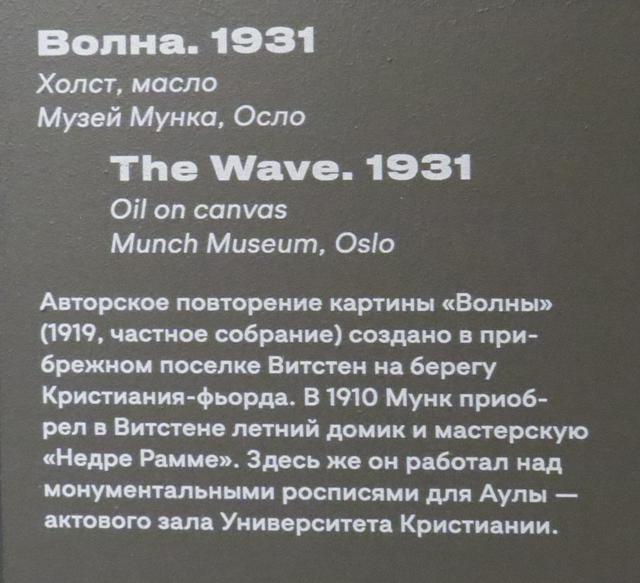 Волна. 1931
Холст, масло
Музей Мунка, Осло
The Wave. 1931
Oil on canvas
Munch Museum, Oslo
Авторское повторение картины «Волны»
(1919, частное собрание) создано в при-
брежном поселке Витстен на берегу
Кристиания-фьорда. В 1910 Мунк приоб-
рел в Витстене летний домик и мастерскую
«Недре Рамме». Здесь же он работал над
монументальными росписями для Аулы —
актового зала Университета Кристиании.